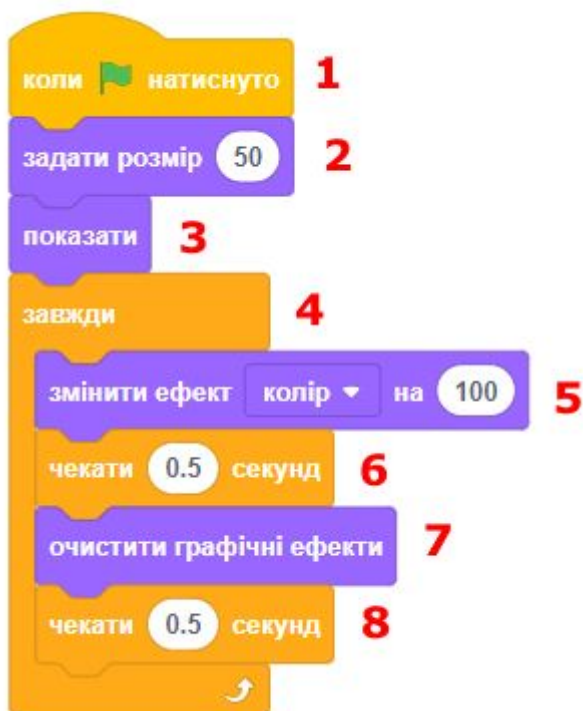 коли натиснуто 1
задати розмір 50 2
показати 3
завжди 4
змінити ефект колір на 100 5
чекати 0.5 секунд 6
очистити графічні ефекти 7
чекати 0.5 секунд 8